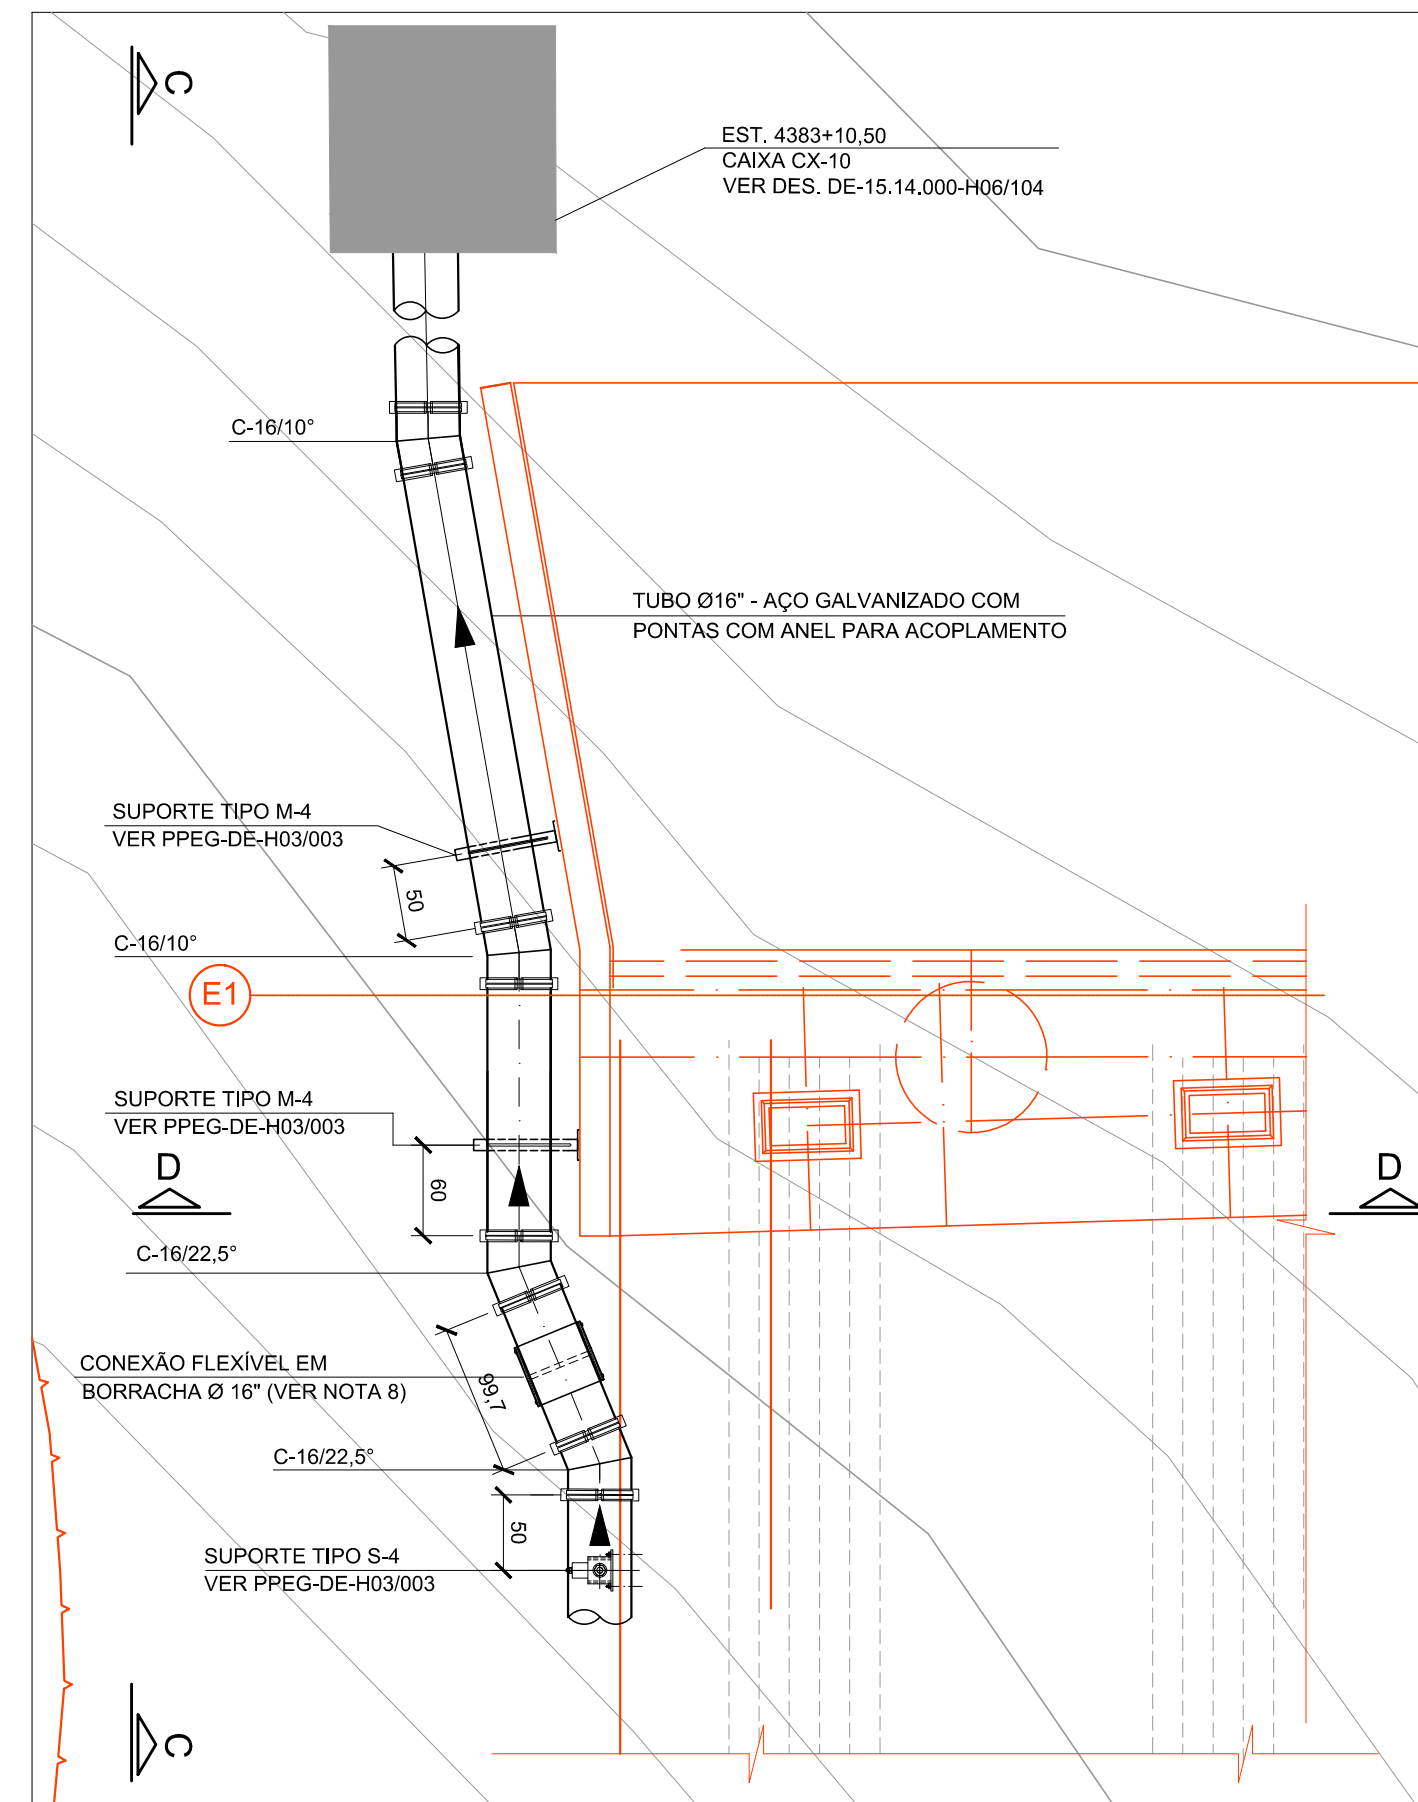 C
EST. 4383+10,50
CAIXA CX-10
VER DES. DE-15.14.000-H06/104
C-16/10°
TUBO Ø16" - AÇO GALVANIZADO COM
PONTAS COM ANEL PARA ACOPLAMENTO
SUPORTE TIPO M-4
VER PPEG-DE-H03/003
50
C-16/10°
E1
SUPORTE TIPO M-4
VER PPEG-DE-H03/003
D
D
60
C-16/22,5°
CONEXÃO FLEXÍVEL EM
BORRACHA Ø 16" (VER NOTA 8)
99,7
C-16/22,5°
50
SUPORTE TIPO S-4
VER PPEG-DE-H03/003
C